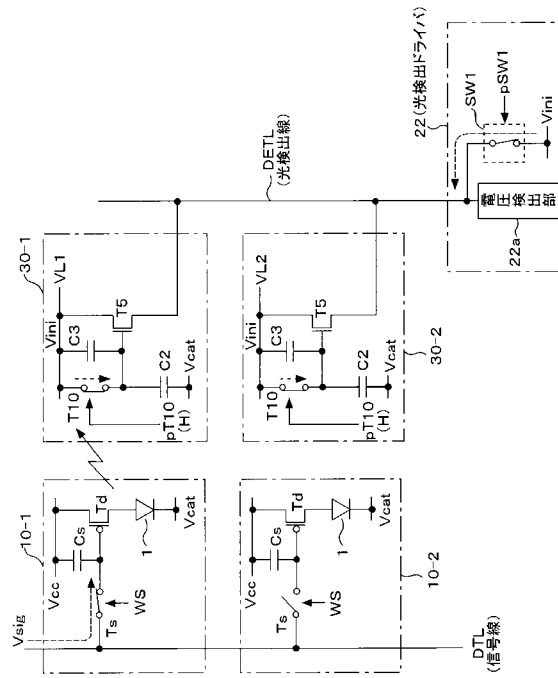 10-1
Vsig
Vcc
Cs
Td
Ts
WS
1
Vcat
30-1
Vini
VL1
C3
T5
T10
C2
pT10
(H)
Vcat
10-2
Vcc
Cs
Td
Ts
WS
1
Vcat
30-2
Vini
VL2
C3
T5
T10
C2
pT10
(H)
Vcat
DTL
(信号線)
DETL
(光検出線)
22(光検出ドライバ)
SW1
pSW1
Vini
電圧検出部
22a